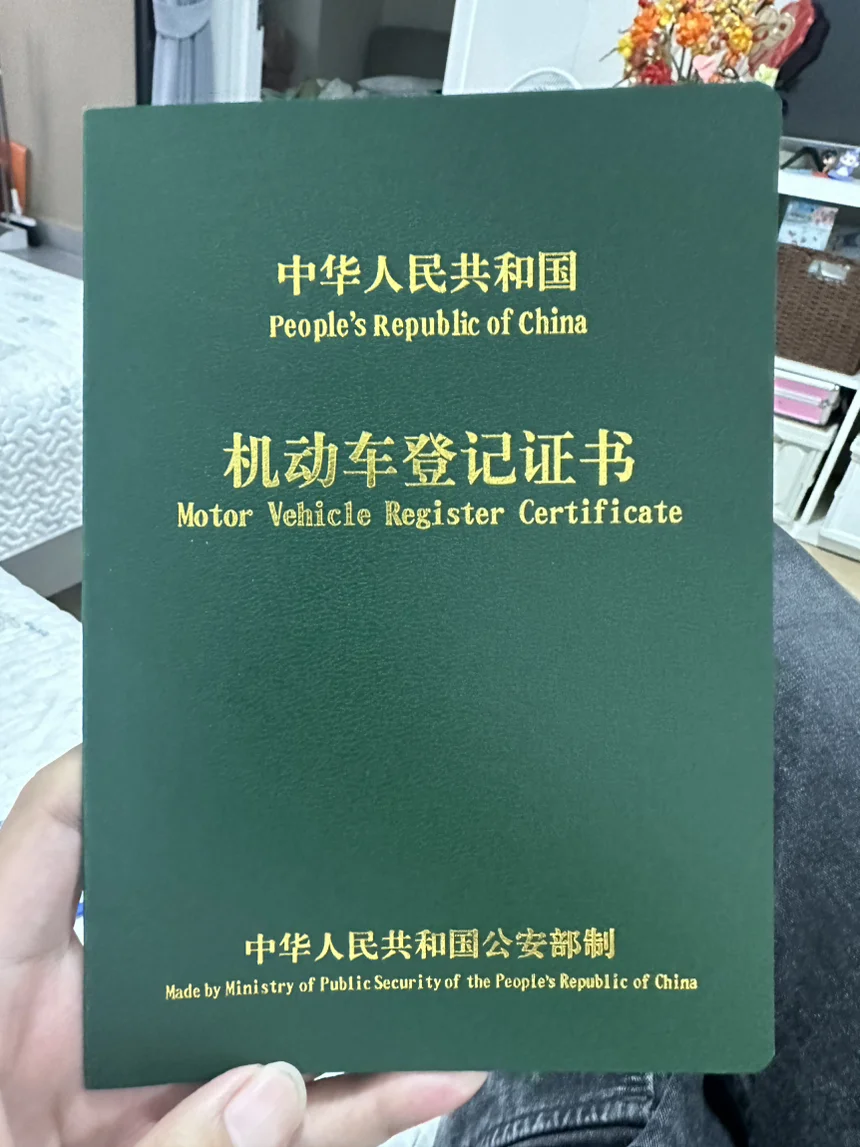 中华人民共和国
People's Republic of China
机动车登记证书
Motor Vehicle Register Certificate
中华人民共和国公安部制
Made by Ministry of Public Security of the People's Republic of China